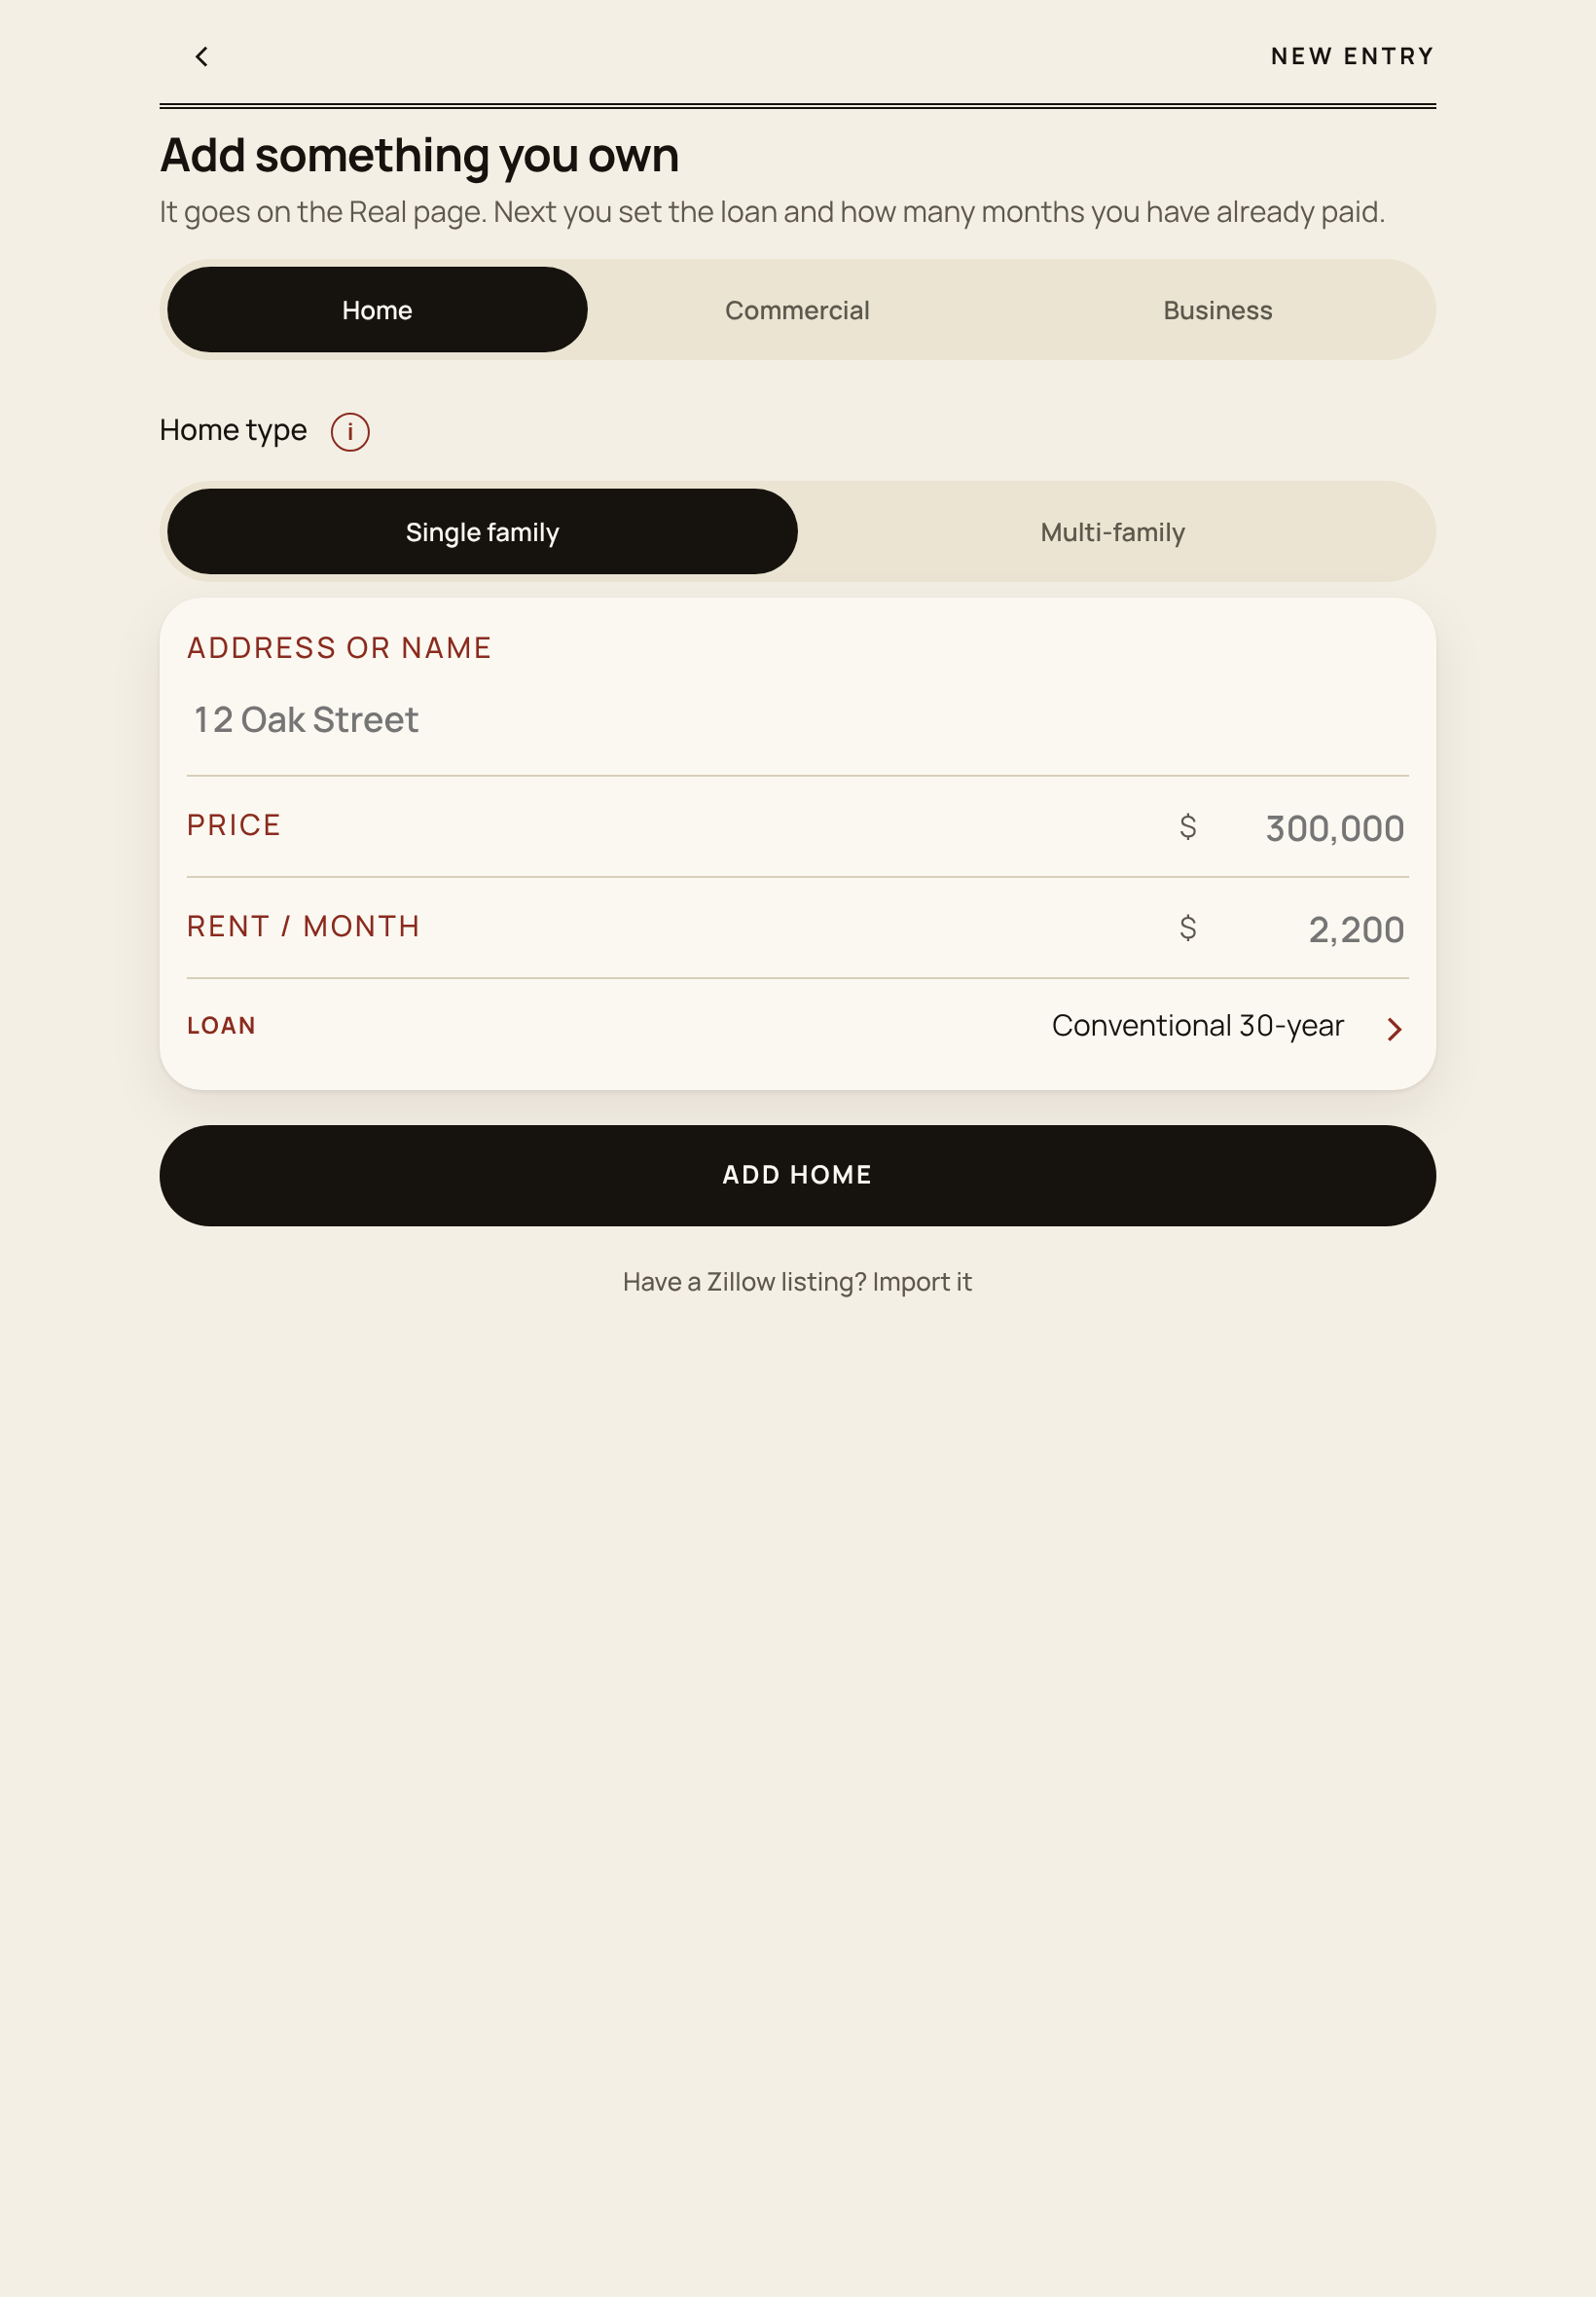 NEW ENTRY
Add something you own
It goes on the Real page. Next you set the loan and how many months you have already paid.
Home Commercial Business
Home type i
Single family Multi-family
ADDRESS OR NAME
12 Oak Street
PRICE $ 300,000
RENT / MONTH $ 2,200
LOAN Conventional 30-year
ADD HOME
Have a Zillow listing? Import it